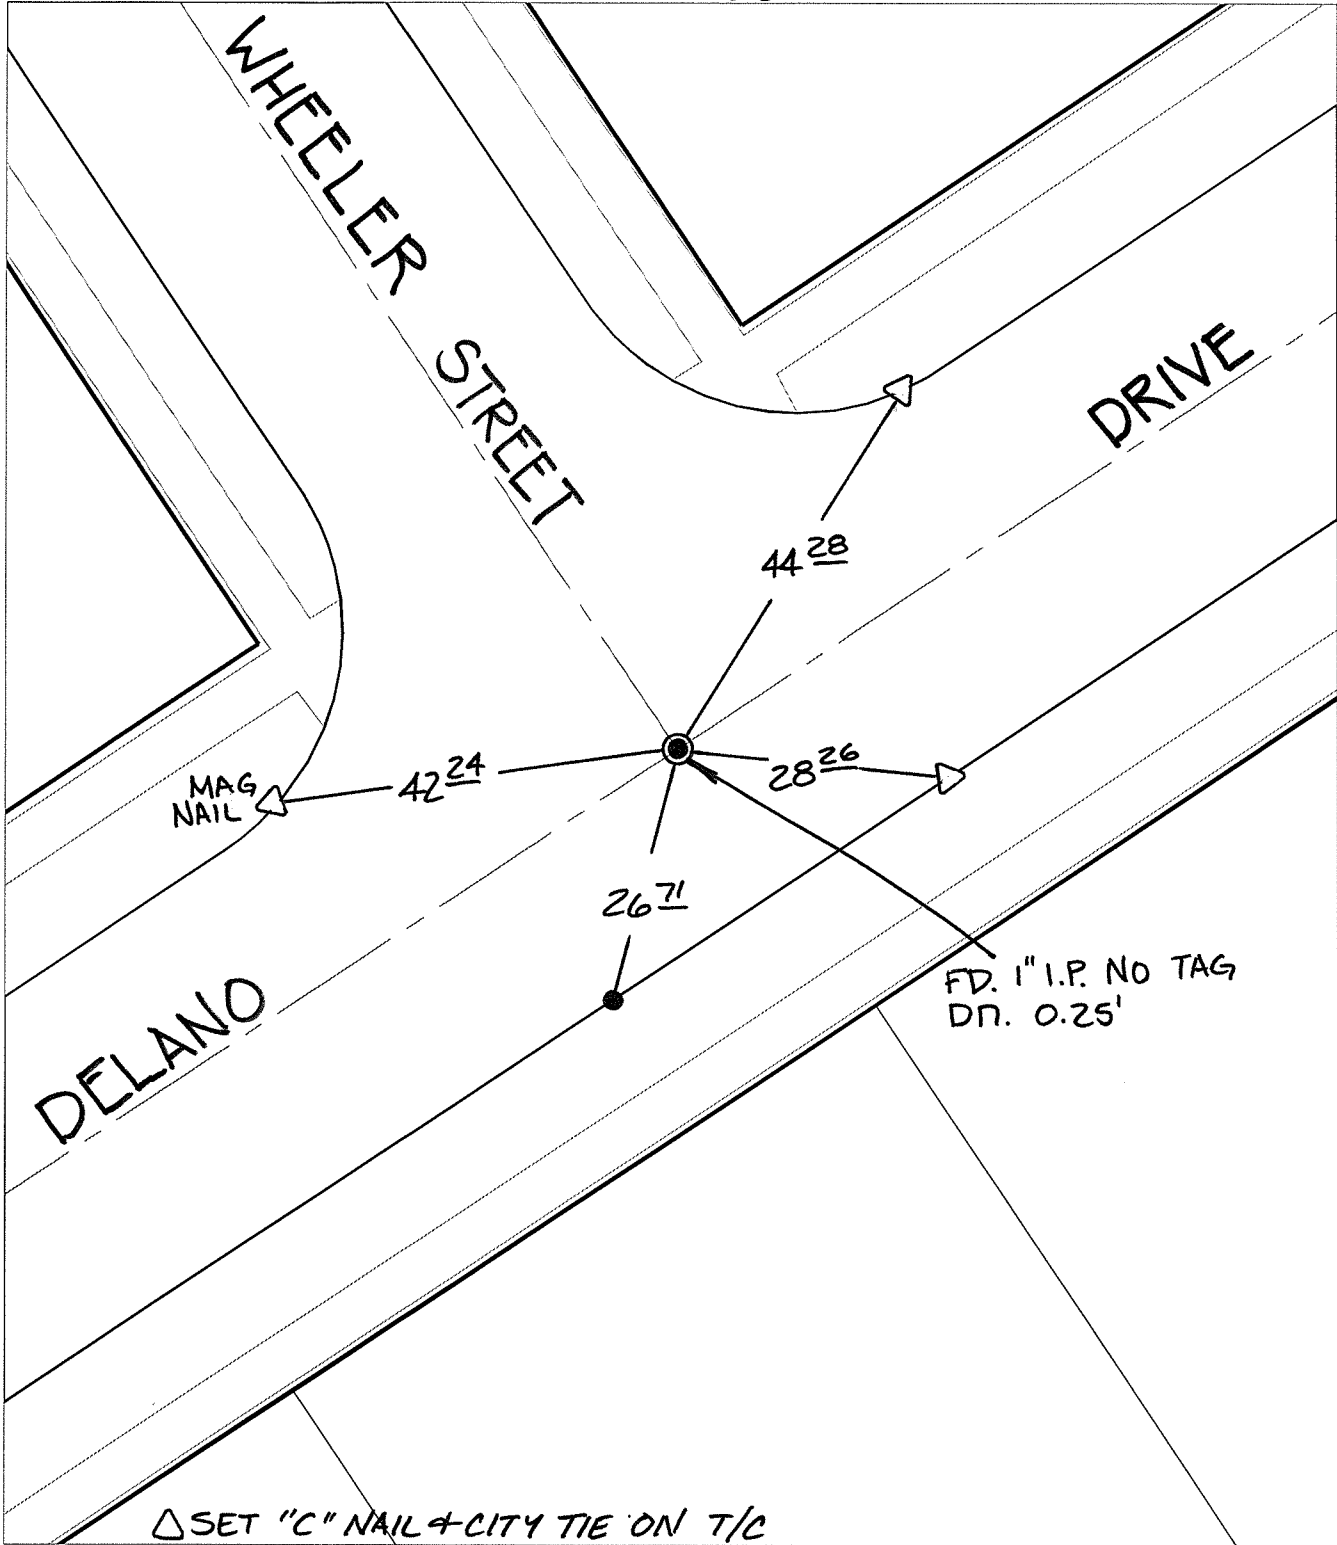 WHEELER STREET
DRIVE
44 28
MAG
NAIL
42 24
28 26
26 71
DELANO
FD. 1" I.P. NO TAG
DN. 0.25'
△ SET "C" NAIL & CITY TIE ON T/C